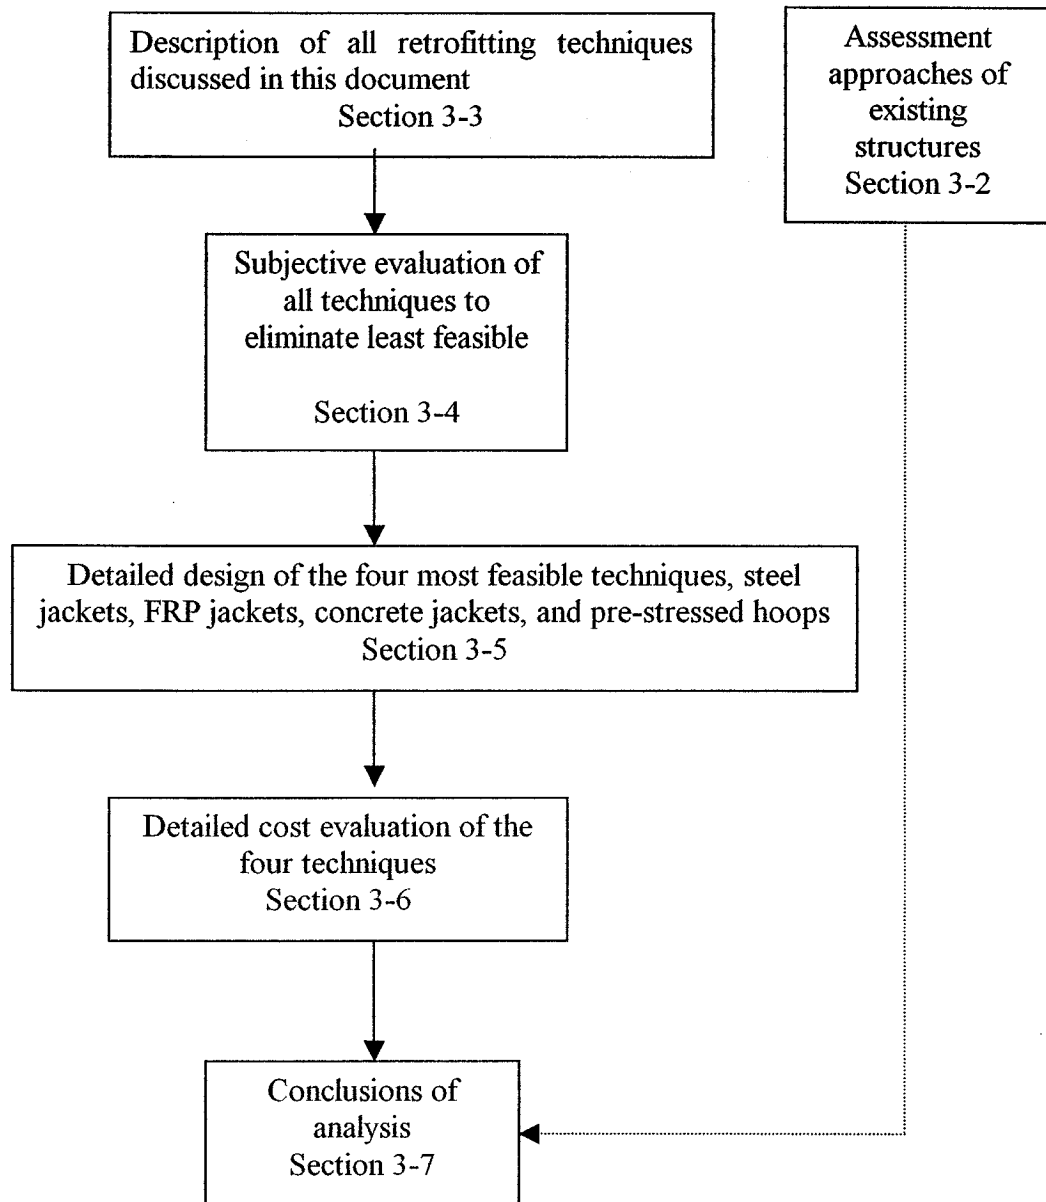 Description of all retrofitting techniques
discussed in this document
Section 3-3
Assessment
approaches of
existing
structures
Section 3-2
Subjective evaluation of
all techniques to
eliminate least feasible
Section 3-4
Detailed design of the four most feasible techniques, steel
jackets, FRP jackets, concrete jackets, and pre-stressed hoops
Section 3-5
Detailed cost evaluation of the
four techniques
Section 3-6
Conclusions of
analysis
Section 3-7